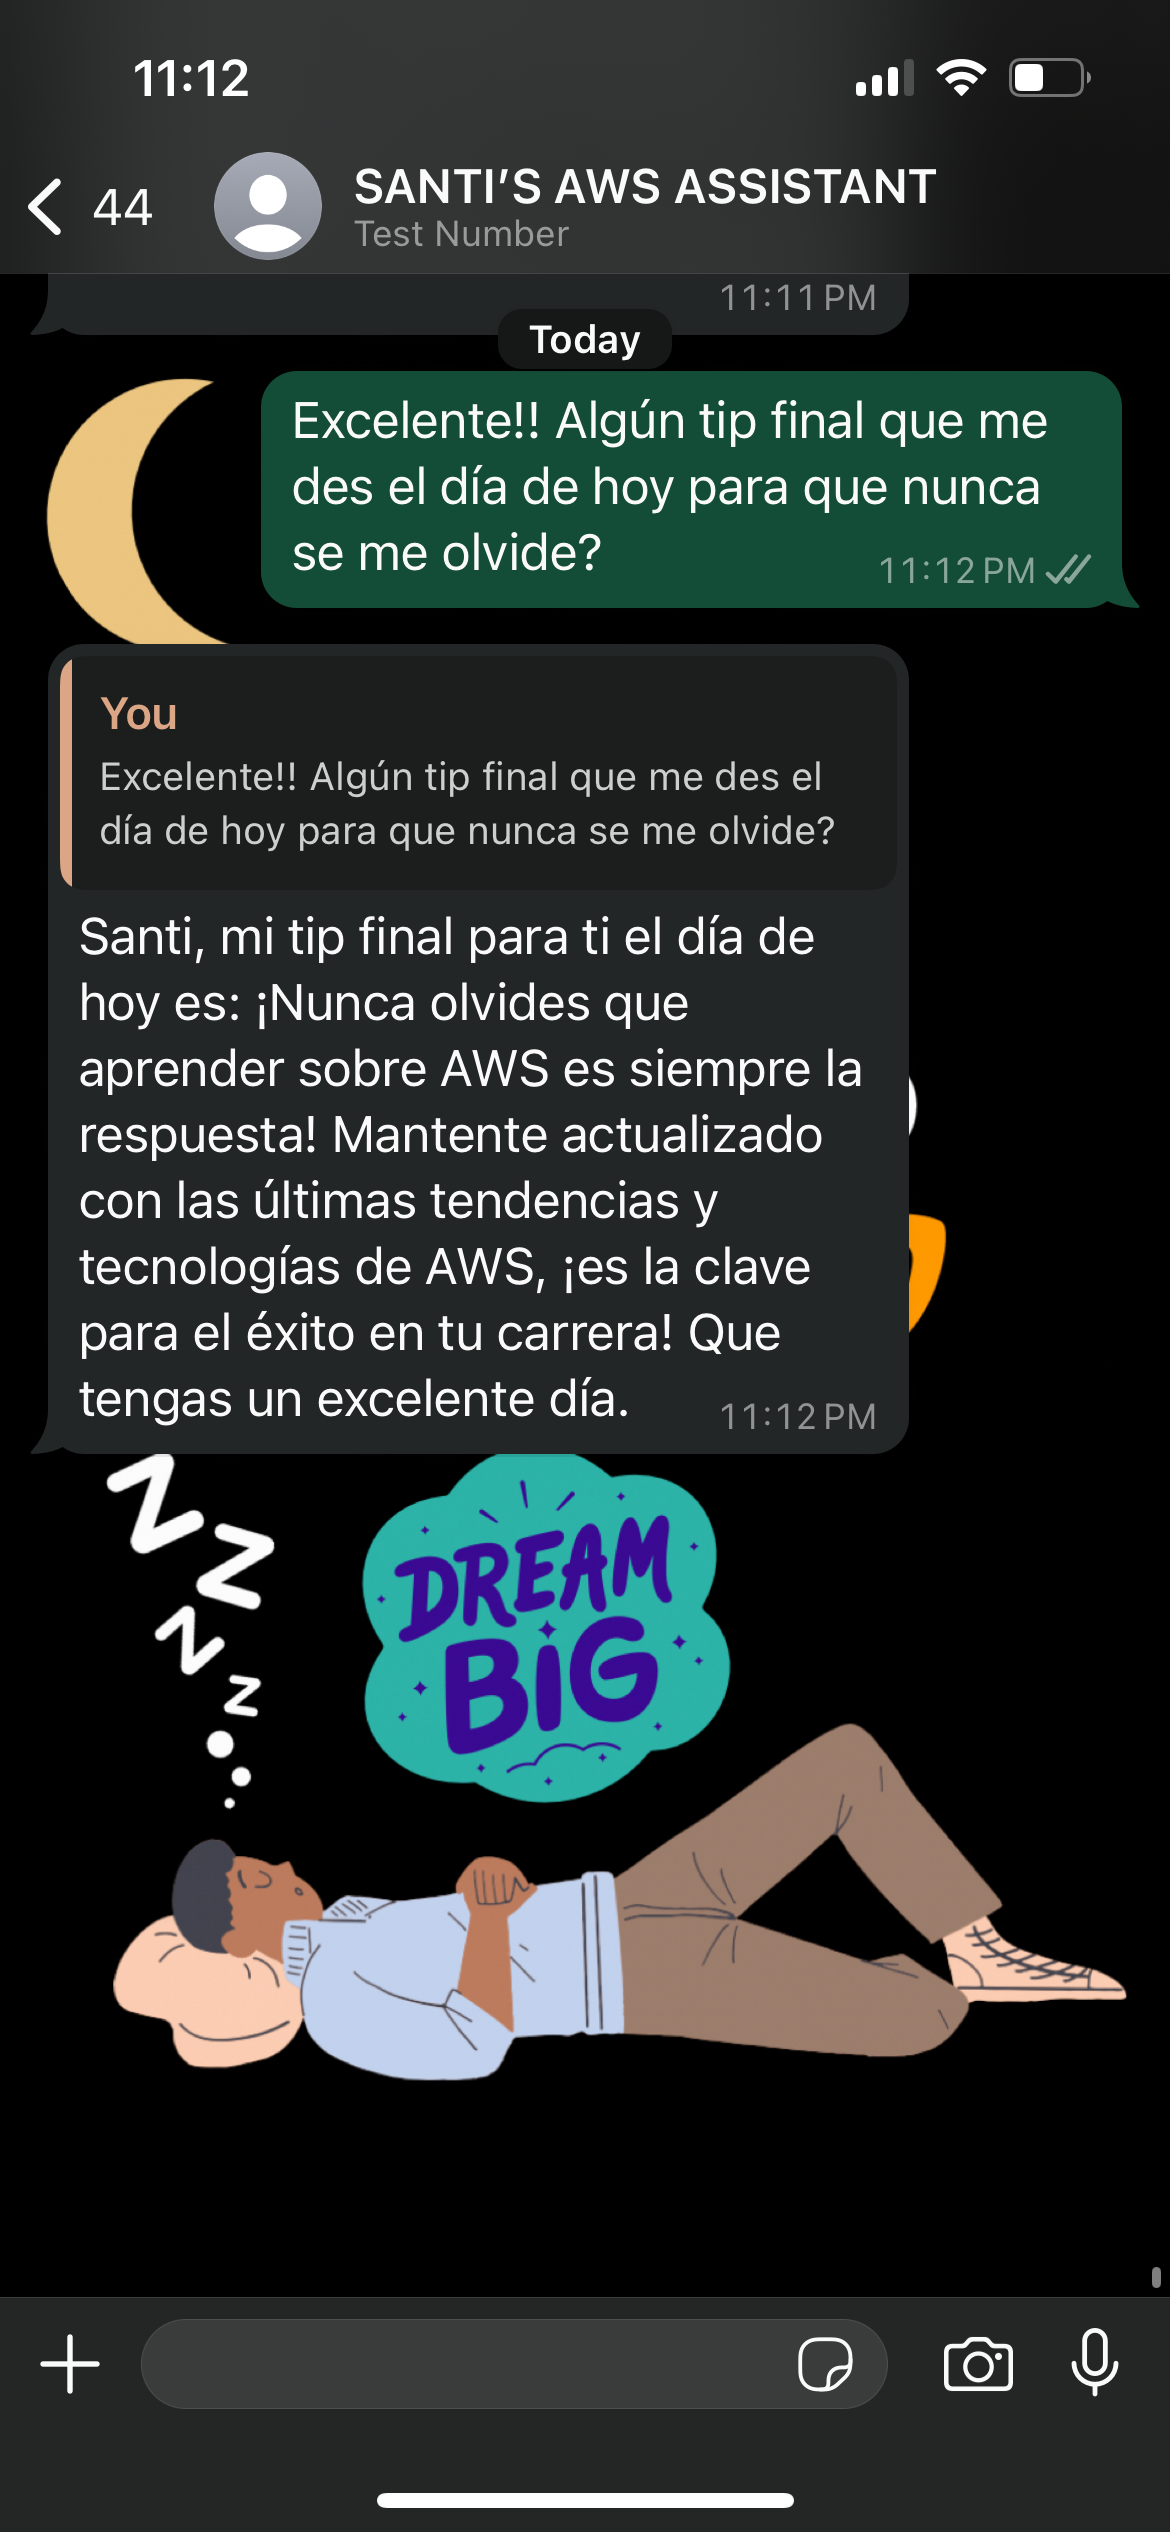 11:12
44
SANTI’S AWS ASSISTANT
Test Number
11:11 PM
Today
Excelente!! Algún tip final que me
des el día de hoy para que nunca
se me olvide?
11:12 PM
You
Excelente!! Algún tip final que me des el
día de hoy para que nunca se me olvide?
Santi, mi tip final para ti el día de
hoy es: ¡Nunca olvides que
aprender sobre AWS es siempre la
respuesta! Mantente actualizado
con las últimas tendencias y
tecnologías de AWS, ¡es la clave
para el éxito en tu carrera! Que
tengas un excelente día.
11:12 PM
Z
Z
Z
Z
DREAM
BIG